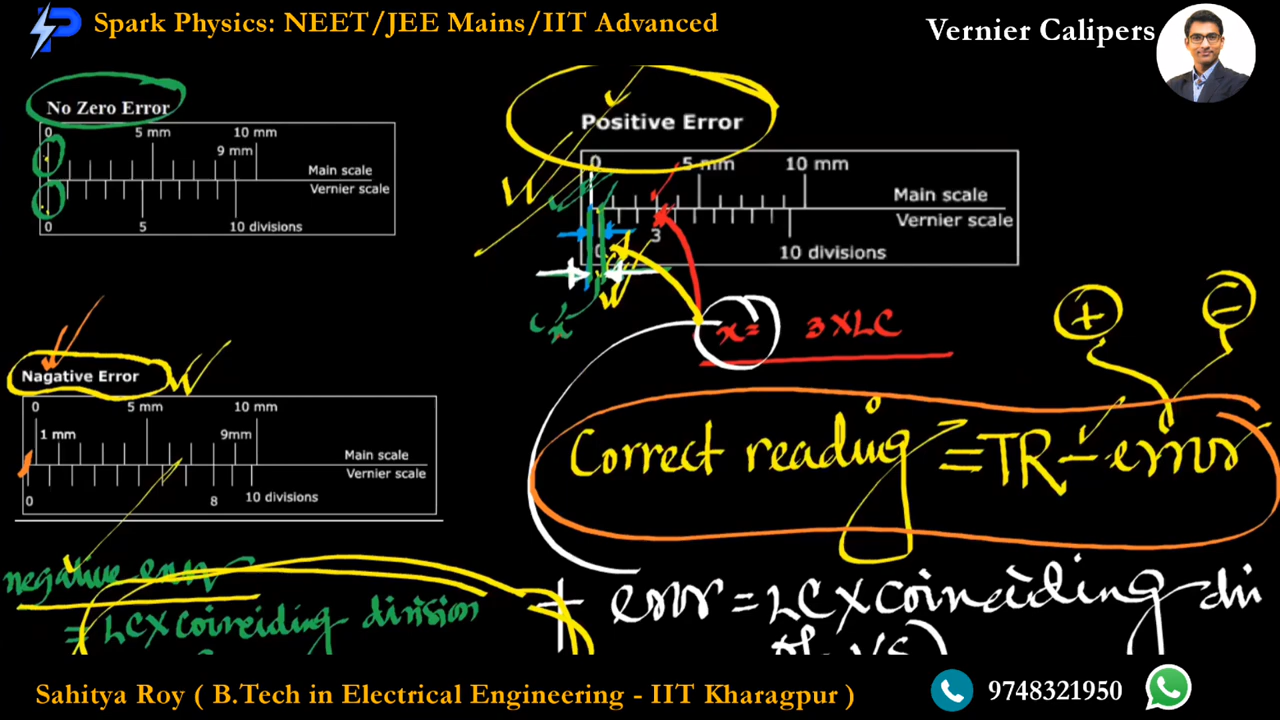 Spark Physics: NEET/JEE Mains/IIT Advanced
Vernier Calipers
No Zero Error
0 5 mm 10 mm
9 mm
Main scale
Vernier scale
0 5 10 divisions
Positive Error
0 5 mm 10 mm
Main scale
Vernier scale
0 3
10 divisions
x
x = 3 X LC
+ -
Nagative Error
0 5 mm 10 mm
1 mm 9mm
Main scale
Vernier scale
0 8 10 divisions
Correct reading = TR - error
negative error
= LC X Coinciding division
+ error = LC X coinciding divi
Sahitya Roy ( B.Tech in Electrical Engineering - IIT Kharagpur )
9748321950